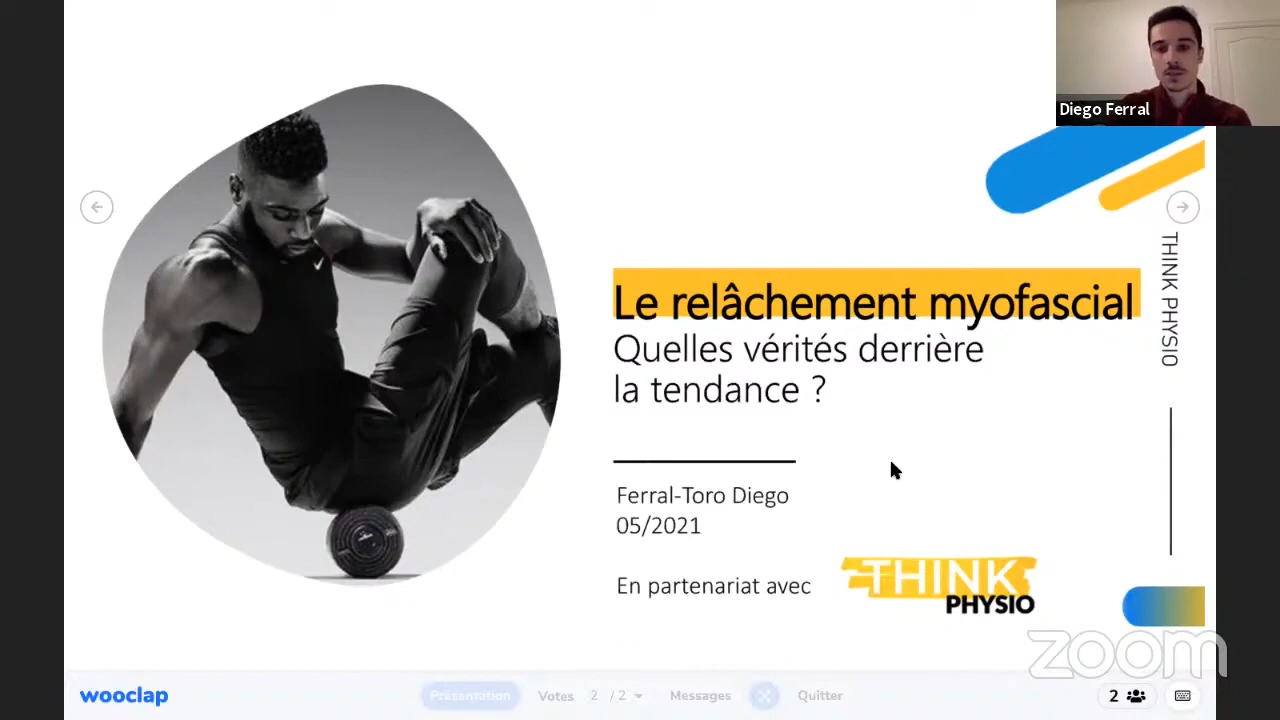 Diego Ferral
THINK PHYSIO
Le relâchement myofascial
Quelles vérités derrière
la tendance ?
Ferral-Toro Diego
05/2021
En partenariat avec
THINK
PHYSIO
zoom
wooclap
Présentation
Votes
2 / 2
Messages
Quitter
2